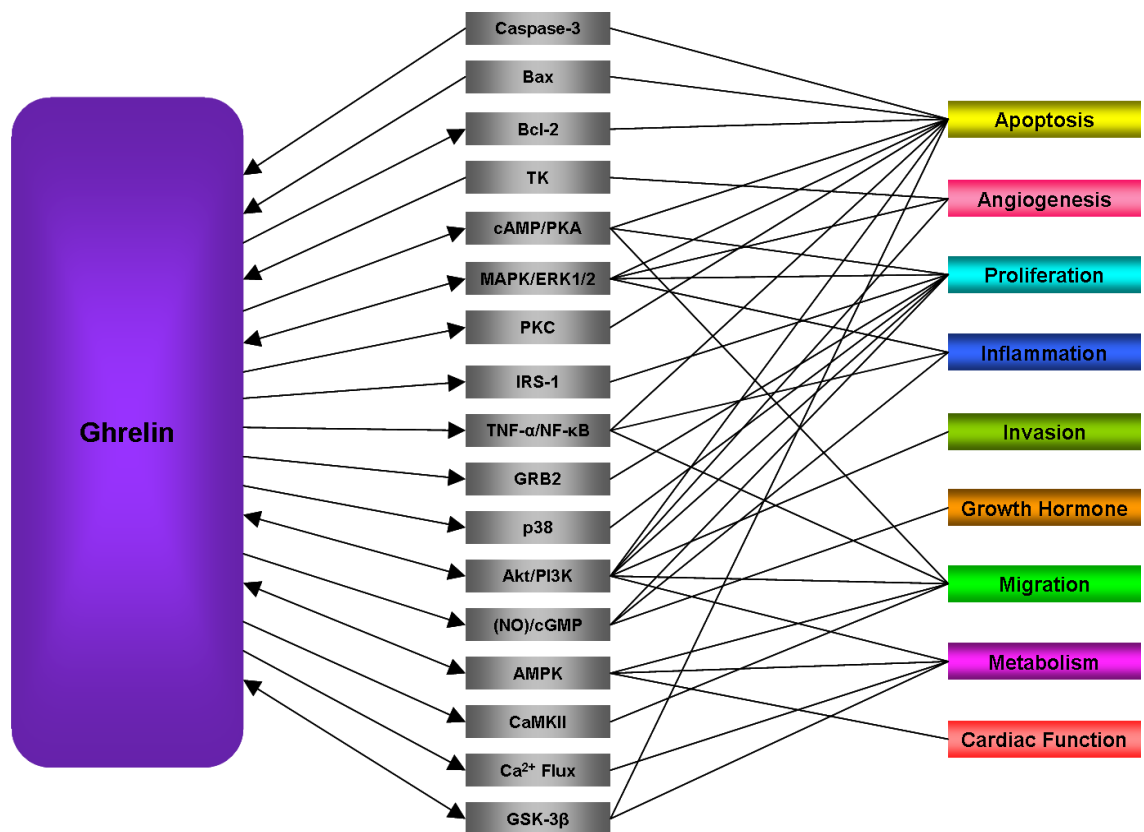 Ghrelin
Caspase-3
Bax
Bcl-2
TK
cAMP/PKA
MAPK/ERK1/2
PKC
IRS-1
TNF-α/NF-κB
GRB2
p38
Akt/PI3K
(NO)/cGMP
AMPK
CaMKII
Ca²⁺ Flux
GSK-3β
Apoptosis
Angiogenesis
Proliferation
Inflammation
Invasion
Growth Hormone
Migration
Metabolism
Cardiac Function